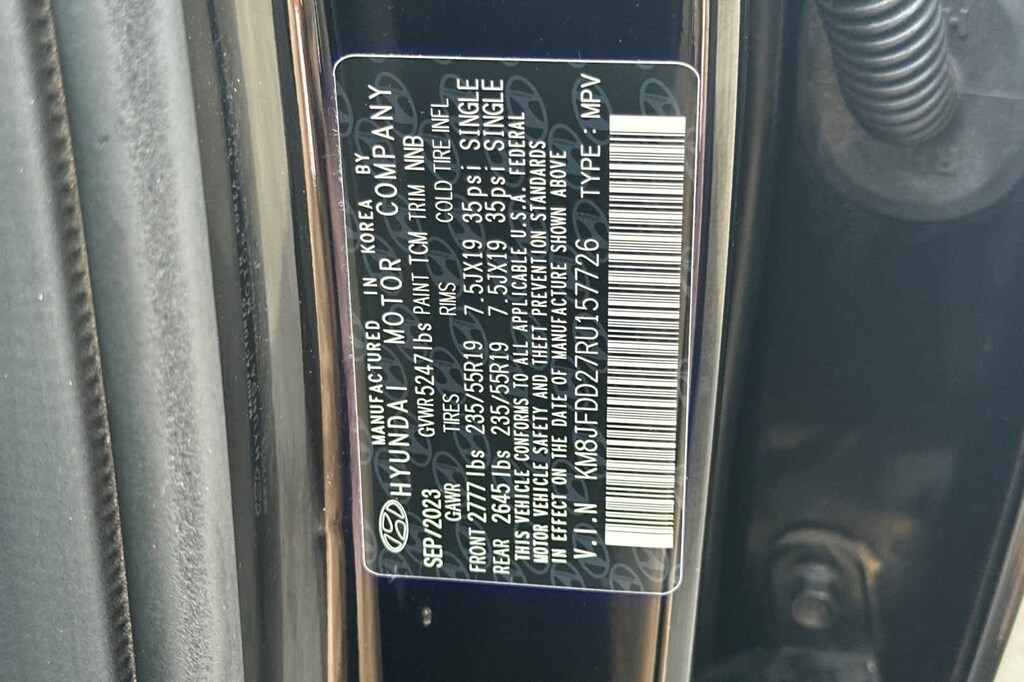 MANUFACTURED IN KOREA BY
HYUNDAI MOTOR COMPANY
SEP/2023 GVWR 5247lbs PAINT TCM TRIM NNB
GAWR TIRES RIMS COLD TIRE INFL
FRONT 2777lbs 235/55R19 7.5JX19 35psi SINGLE
REAR 2645lbs 235/55R19 7.5JX19 35psi SINGLE
THIS VEHICLE CONFORMS TO ALL APPLICABLE U.S.A. FEDERAL
MOTOR VEHICLE SAFETY AND THEFT PREVENTION STANDARDS
IN EFFECT ON THE DATE OF MANUFACTURE SHOWN ABOVE
V.I.N KM8JFDD27RU157726 TYPE : MPV